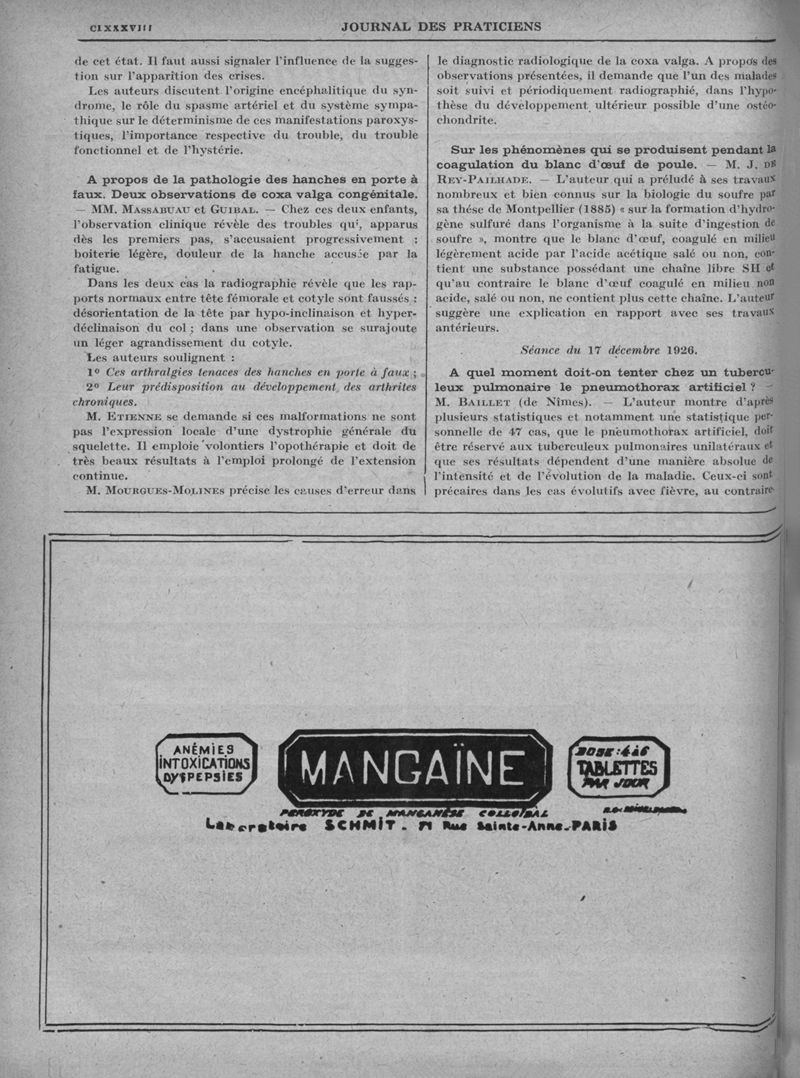 CLXXXVIII
JOURNAL DES PRATICIENS
de cet état. Il faut aussi signaler l'influence de la sugges-
tion sur l'apparition des crises.
Les auteurs discutent l'origine encéphalitique du syn-
drome, le rôle du spasme artériel et du système sympa-
thique sur le déterminisme de ces manifestations paroxys-
tiques, l'importance respective du trouble, du trouble
fonctionnel et de l'hystérie.
A propos de la pathologie des hanches en porte à
faux. Deux observations de coxa valga congénitale.
— MM. MASSABUAU et GUIBAL. — Chez ces deux enfants,
l'observation clinique révèle des troubles qui, apparus
dès les premiers pas, s'accusaient progressivement :
boiterie légère, douleur de la hanche accusée par la
fatigue.
Dans les deux cas la radiographie révèle que les rap-
ports normaux entre tête fémorale et cotyle sont faussés :
désorientation de la tête par hypo-inclinaison et hyper-
déclinaison du col ; dans une observation se surajoute
un léger agrandissement du cotyle.
Les auteurs soulignent :
1º Ces arthralgies tenaces des hanches en porte à faux ;
2º Leur prédisposition au développement des arthrites
chroniques.
M. ETIENNE se demande si ces malformations ne sont
pas l'expression locale d'une dystrophie générale du
squelette. Il emploie volontiers l'opothérapie et doit de
très beaux résultats à l'emploi prolongé de l'extension
continue.
M. MOURGUES-MOLINES précise les causes d'erreur dans
le diagnostic radiologique de la coxa valga. A propos des
observations présentées, il demande que l'un des malades
soit suivi et périodiquement radiographié, dans l'hypo-
thèse du développement ultérieur possible d'une ostéo-
chondrite.
Sur les phénomènes qui se produisent pendant la
coagulation du blanc d'œuf de poule. — M. J. DE
REY-PAILHADE. — L'auteur qui a préludé à ses travaux
nombreux et bien connus sur la biologie du soufre par
sa thése de Montpellier (1885) « sur la formation d'hydro-
gène sulfuré dans l'organisme à la suite d'ingestion de
soufre », montre que le blanc d'œuf, coagulé en milieu
légèrement acide par l'acide acétique salé ou non, con-
tient une substance possédant une chaîne libre SH et
qu'au contraire le blanc d'œuf coagulé en milieu non
acide, salé ou non, ne contient plus cette chaîne. L'auteur
suggère une explication en rapport avec ses travaux
antérieurs.
Séance du 17 décembre 1926.
A quel moment doit-on tenter chez un tubercu-
leux pulmonaire le pneumothorax artificiel ? —
M. BAILLET (de Nîmes). — L'auteur montre d'après
plusieurs statistiques et notamment une statistique per-
sonnelle de 47 cas, que le pneumothorax artificiel, doit
être réservé aux tuberculeux pulmonaires unilatéraux et
que ses résultats dépendent d'une manière absolue de
l'intensité et de l'évolution de la maladie. Ceux-ci sont
précaires dans les cas évolutifs avec fièvre, au contraire
ANÉMIES
INTOXICATIONS
DYSPEPSIES
MANGAÏNE
DOSE : 4 à 6
TABLETTES
PAR JOUR
PEROXYDE DE MANGANÈSE COLLOÏDAL
Laboratoire SCHMIT. 71 Rue Sainte-Anne. PARIS